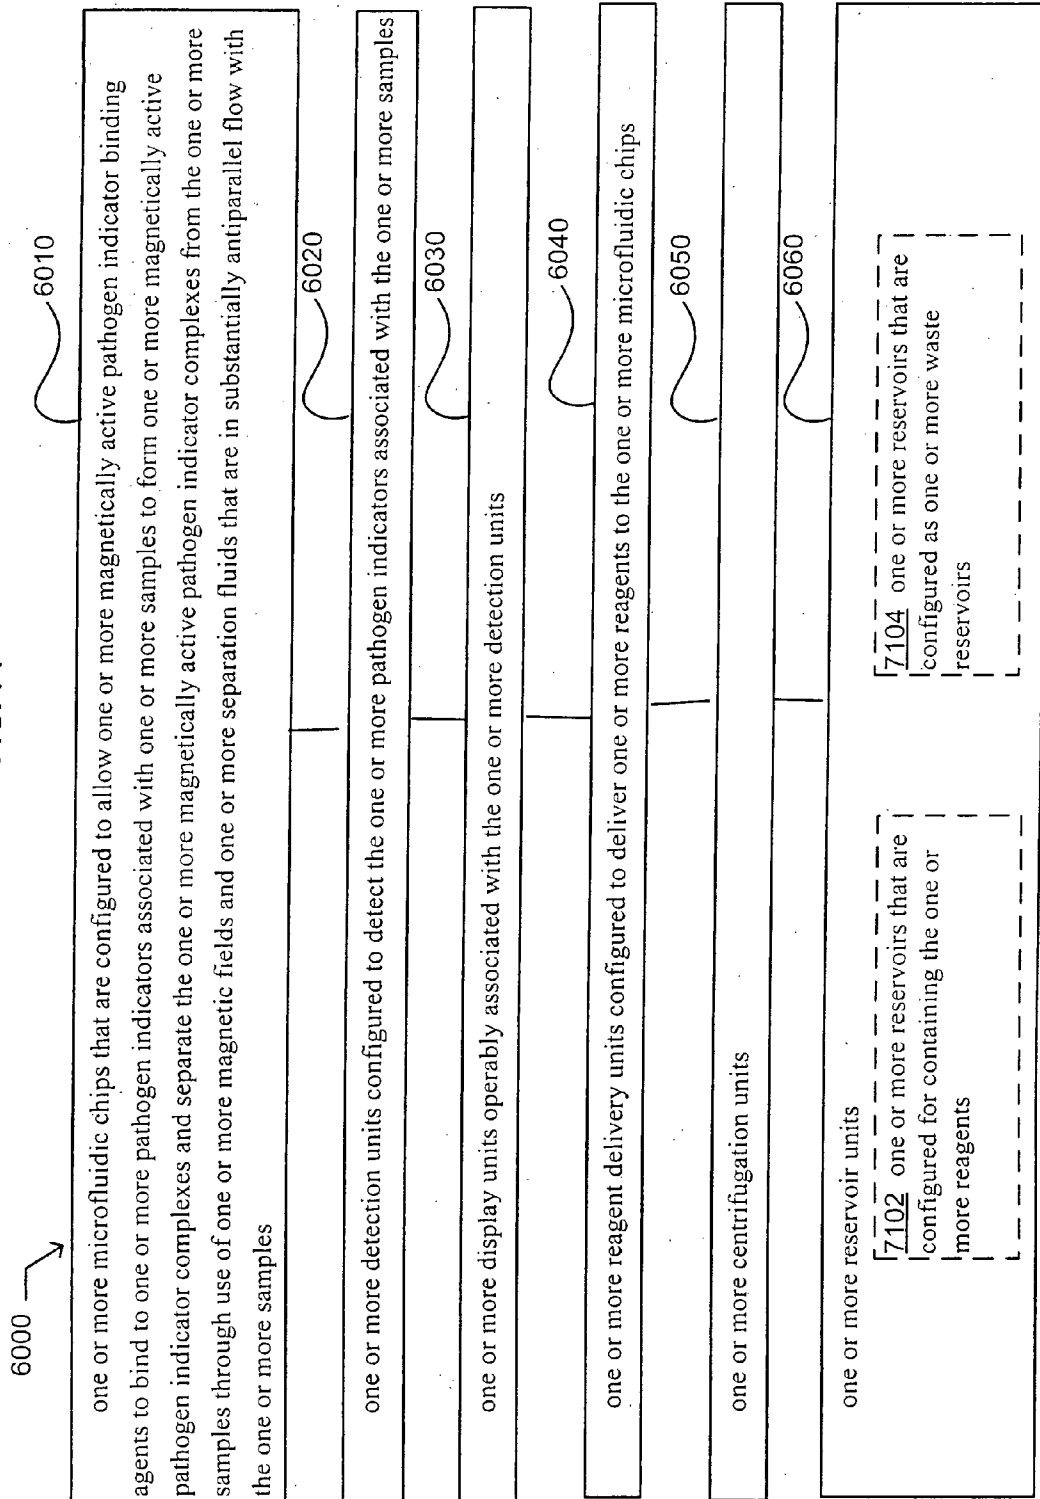 6000
6010
one or more microfluidic chips that are configured to allow one or more magnetically active pathogen indicator binding
agents to bind to one or more pathogen indicators associated with one or more samples to form one or more magnetically active
pathogen indicator complexes and separate the one or more magnetically active pathogen indicator complexes from the one or more
samples through use of one or more magnetic fields and one or more separation fluids that are in substantially antiparallel flow with
the one or more samples
6020
one or more detection units configured to detect the one or more pathogen indicators associated with the one or more samples
6030
one or more display units operably associated with the one or more detection units
6040
one or more reagent delivery units configured to deliver one or more reagents to the one or more microfluidic chips
6050
one or more centrifugation units
6060
one or more reservoir units
7102 one or more reservoirs that are
configured for containing the one or
more reagents
7104 one or more reservoirs that are
configured as one or more waste
reservoirs